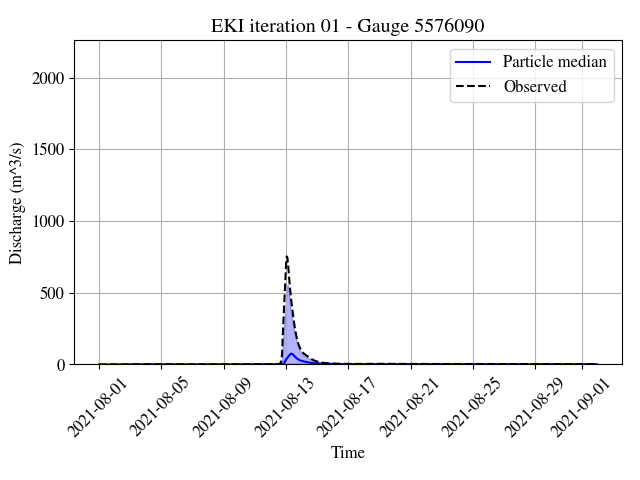 EKI iteration 01 - Gauge 5576090
Particle median
Observed
Discharge (m^3/s)
2000
1500
1000
500
0
2021-08-01
2021-08-05
2021-08-09
2021-08-13
2021-08-17
2021-08-21
2021-08-25
2021-08-29
2021-09-01
Time